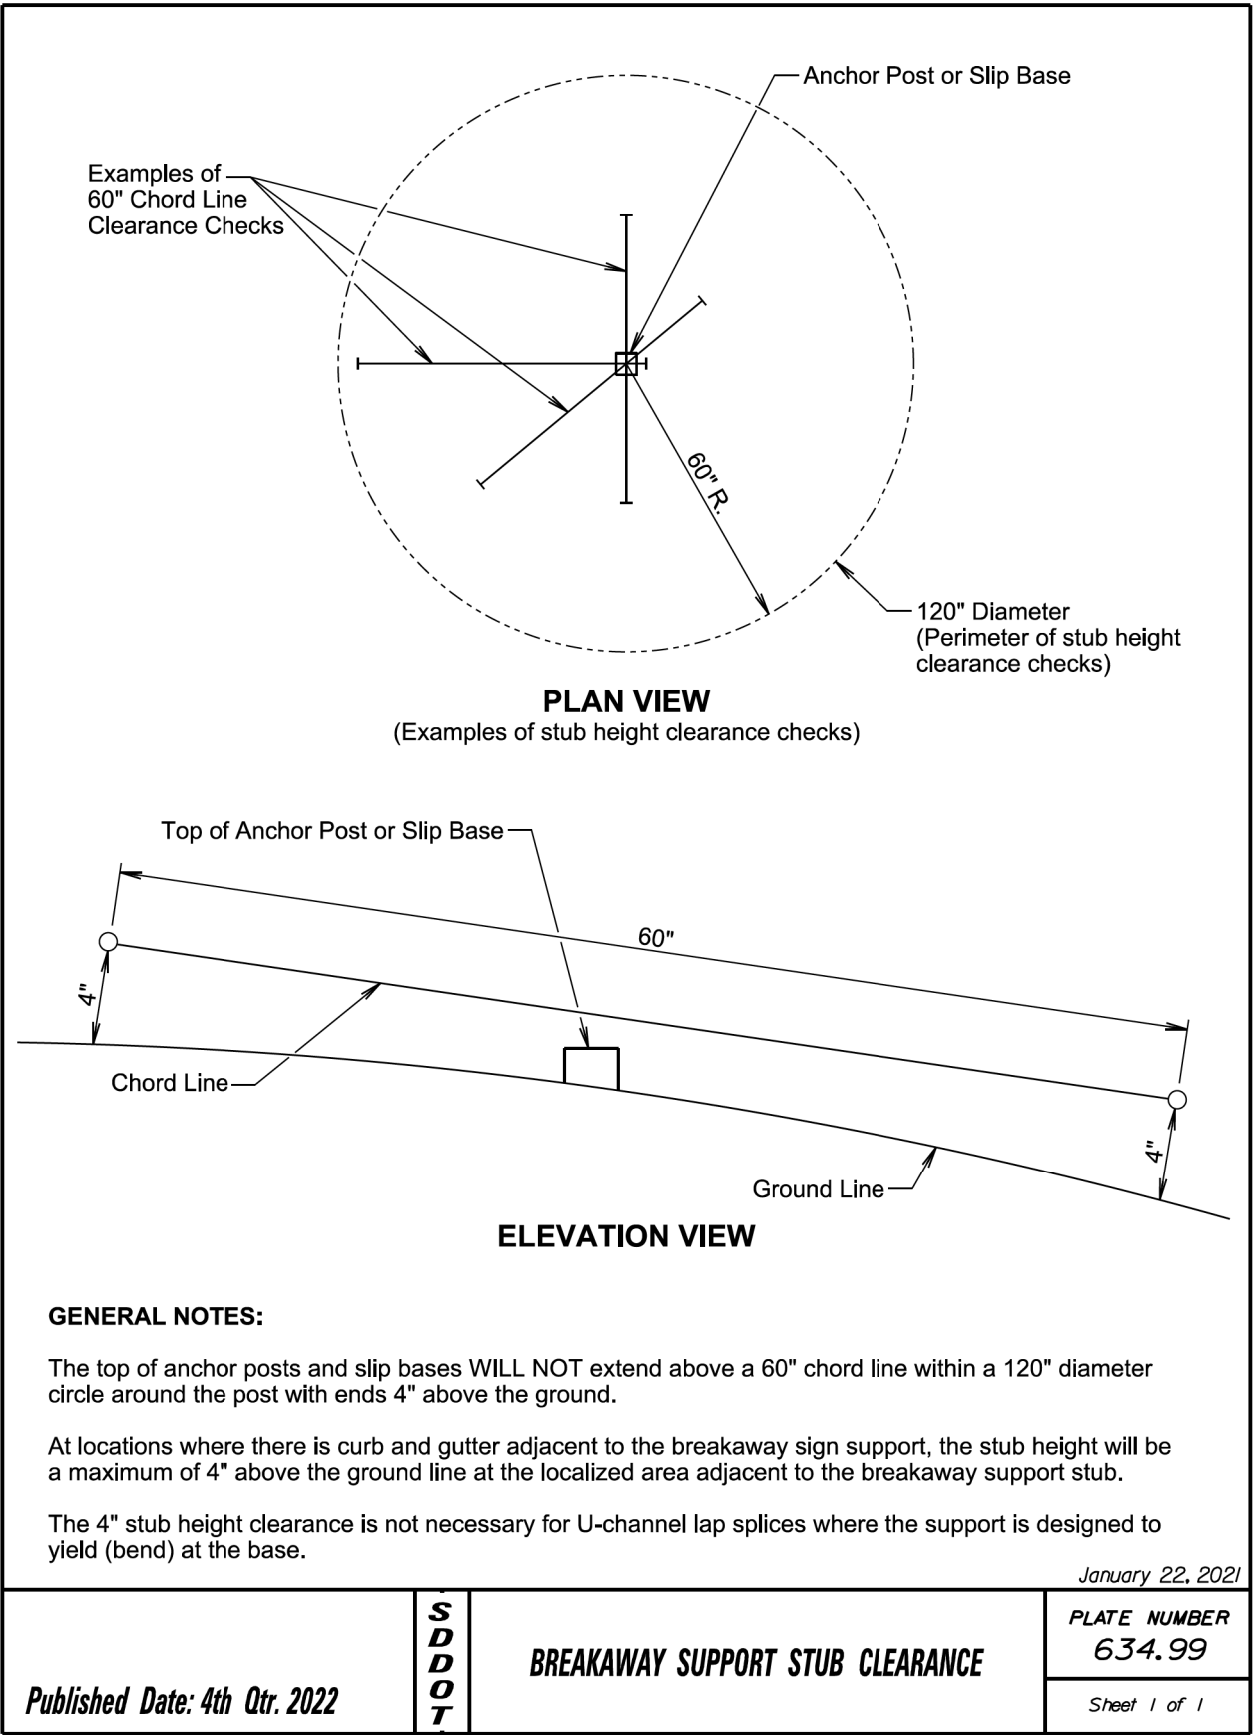 Anchor Post or Slip Base
Examples of
60" Chord Line
Clearance Checks
60" R.
120" Diameter
(Perimeter of stub height
clearance checks)
PLAN VIEW
(Examples of stub height clearance checks)
Top of Anchor Post or Slip Base
60"
4"
Chord Line
4"
Ground Line
ELEVATION VIEW
GENERAL NOTES:
The top of anchor posts and slip bases WILL NOT extend above a 60" chord line within a 120" diameter
circle around the post with ends 4" above the ground.
At locations where there is curb and gutter adjacent to the breakaway sign support, the stub height will be
a maximum of 4" above the ground line at the localized area adjacent to the breakaway support stub.
The 4" stub height clearance is not necessary for U-channel lap splices where the support is designed to
yield (bend) at the base.
January 22, 2021
Published Date: 4th Qtr. 2022
S
D
D
O
T
BREAKAWAY SUPPORT STUB CLEARANCE
PLATE NUMBER
634.99
Sheet 1 of 1